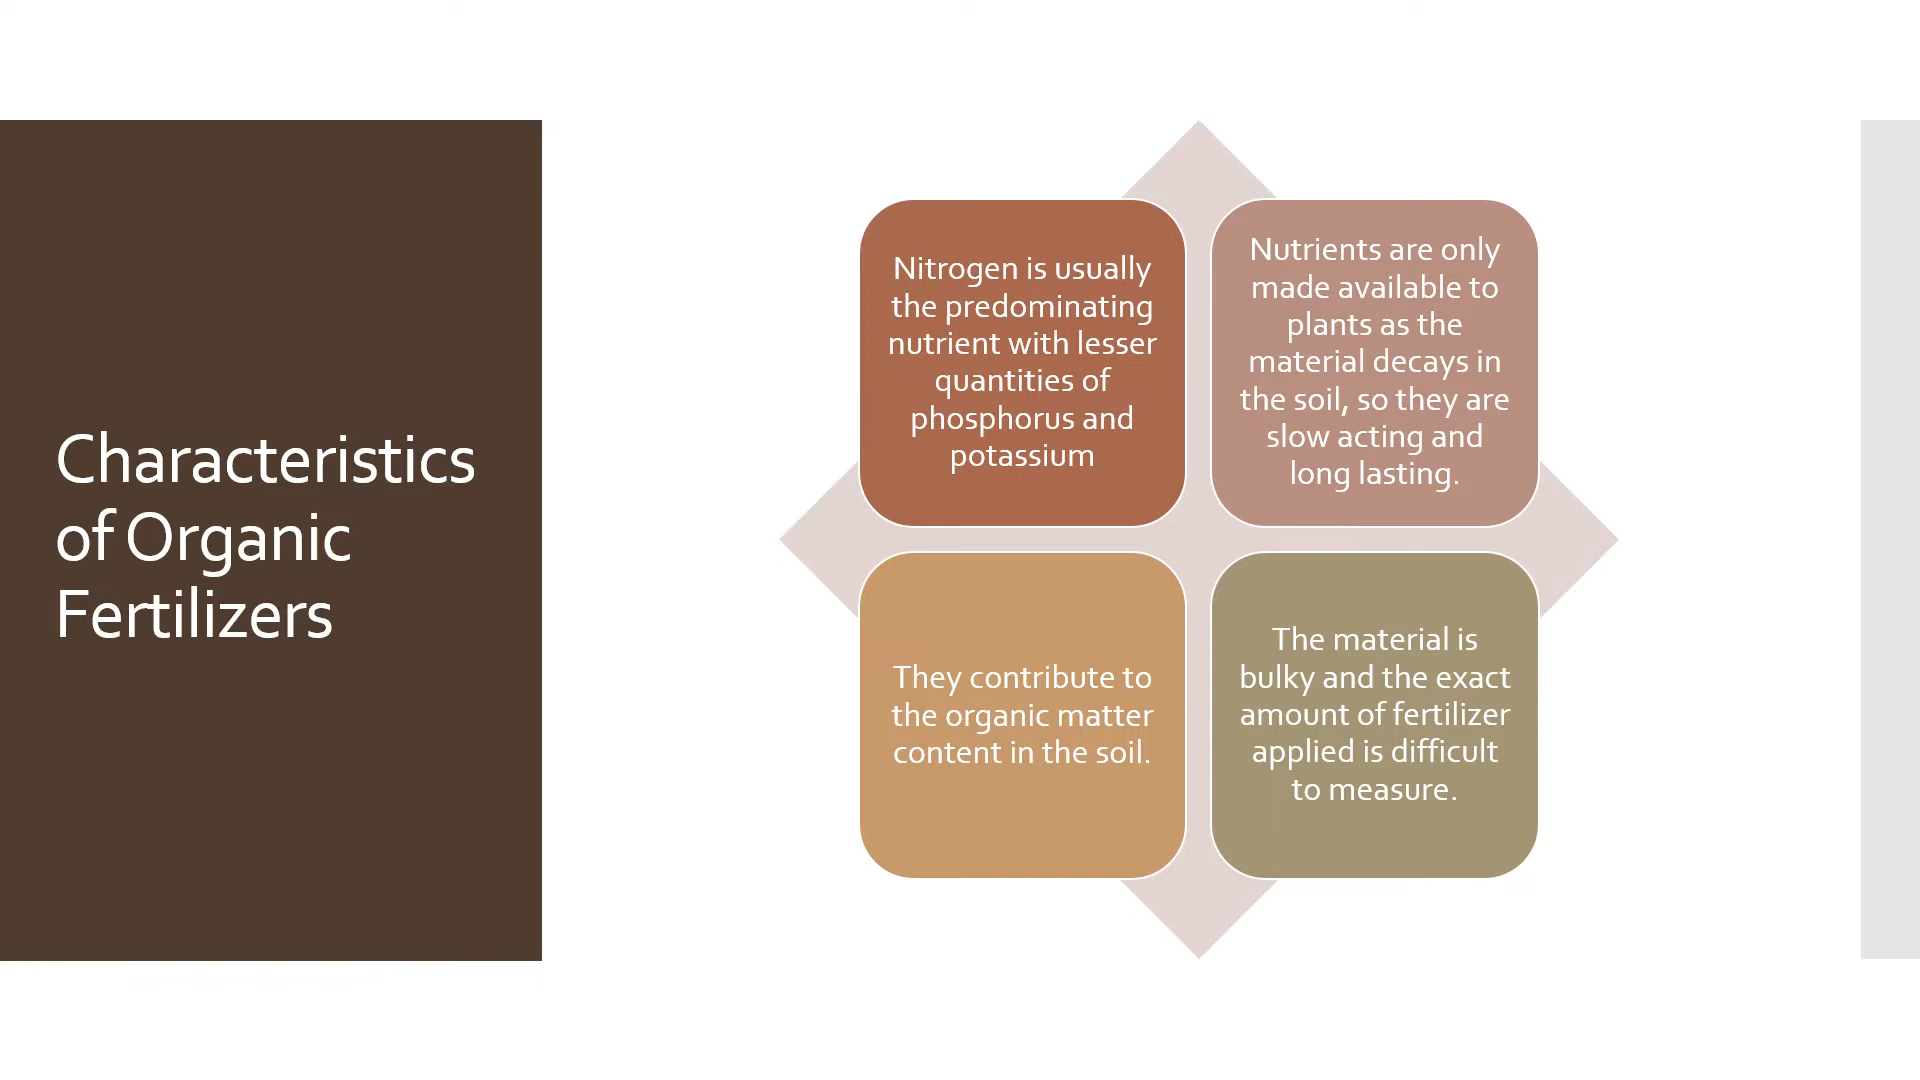 Characteristics
of Organic
Fertilizers
Nitrogen is usually
the predominating
nutrient with lesser
quantities of
phosphorus and
potassium
Nutrients are only
made available to
plants as the
material decays in
the soil, so they are
slow acting and
long lasting.
They contribute to
the organic matter
content in the soil.
The material is
bulky and the exact
amount of fertilizer
applied is difficult
to measure.